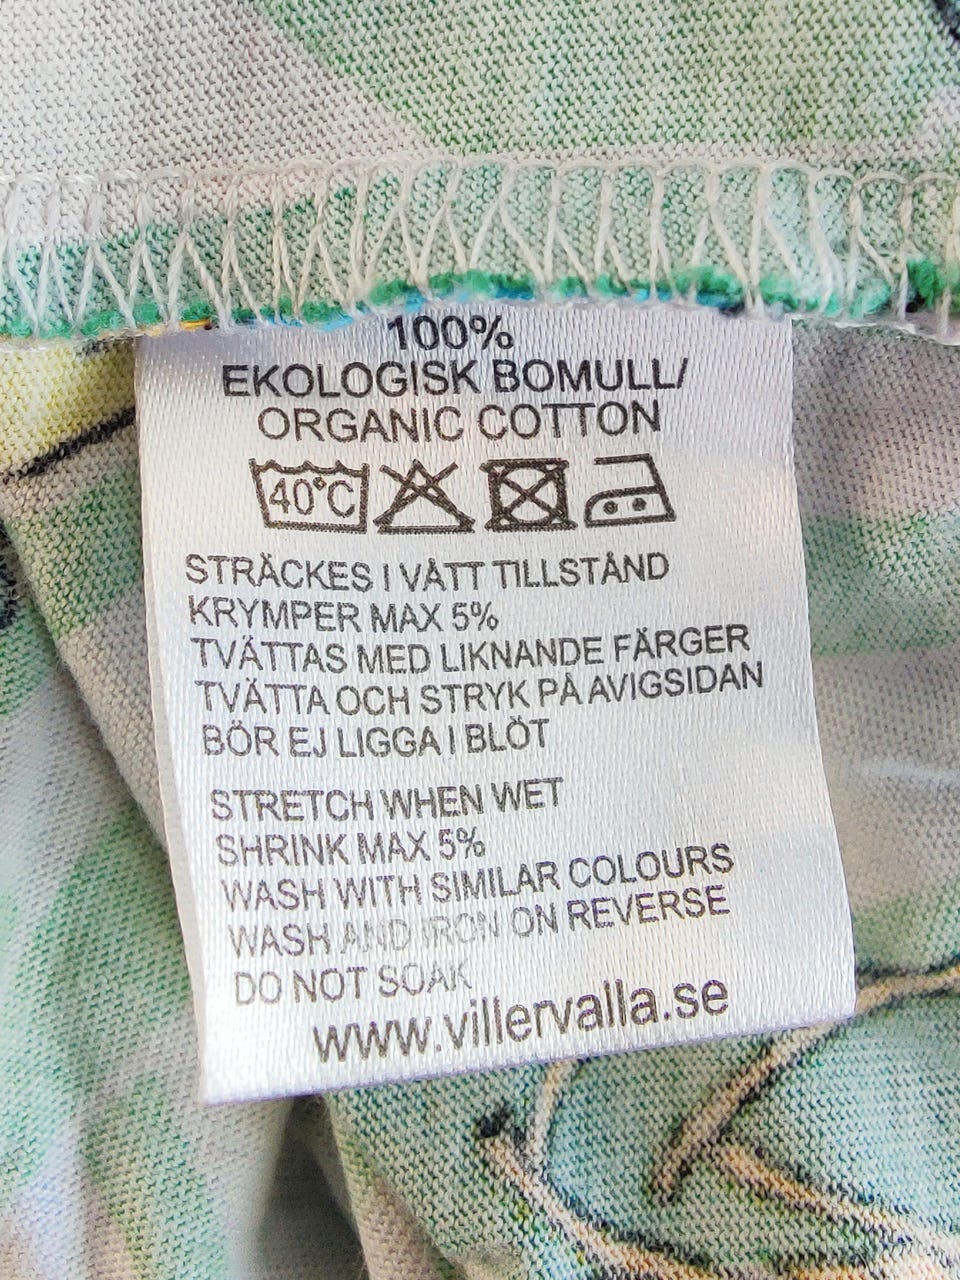 100%
EKOLOGISK BOMULL/
ORGANIC COTTON
40°C
STRÄCKES I VÅTT TILLSTÅND
KRYMPER MAX 5%
TVÄTTAS MED LIKNANDE FÄRGER
TVÄTTA OCH STRYK PÅ AVIGSIDAN
BÖR EJ LIGGA I BLÖT
STRETCH WHEN WET
SHRINK MAX 5%
WASH WITH SIMILAR COLOURS
WASH AND IRON ON REVERSE
DO NOT SOAK
www.villervalla.se